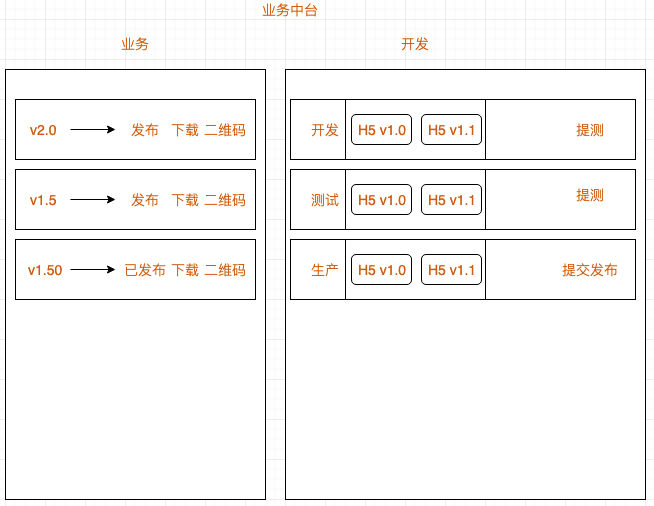 业务中台
业务
开发
v2.0 发布 下载 二维码
v1.5 发布 下载 二维码
v1.50 已发布 下载 二维码
开发 H5 v1.0 H5 v1.1 提测
测试 H5 v1.0 H5 v1.1 提测
生产 H5 v1.0 H5 v1.1 提交发布